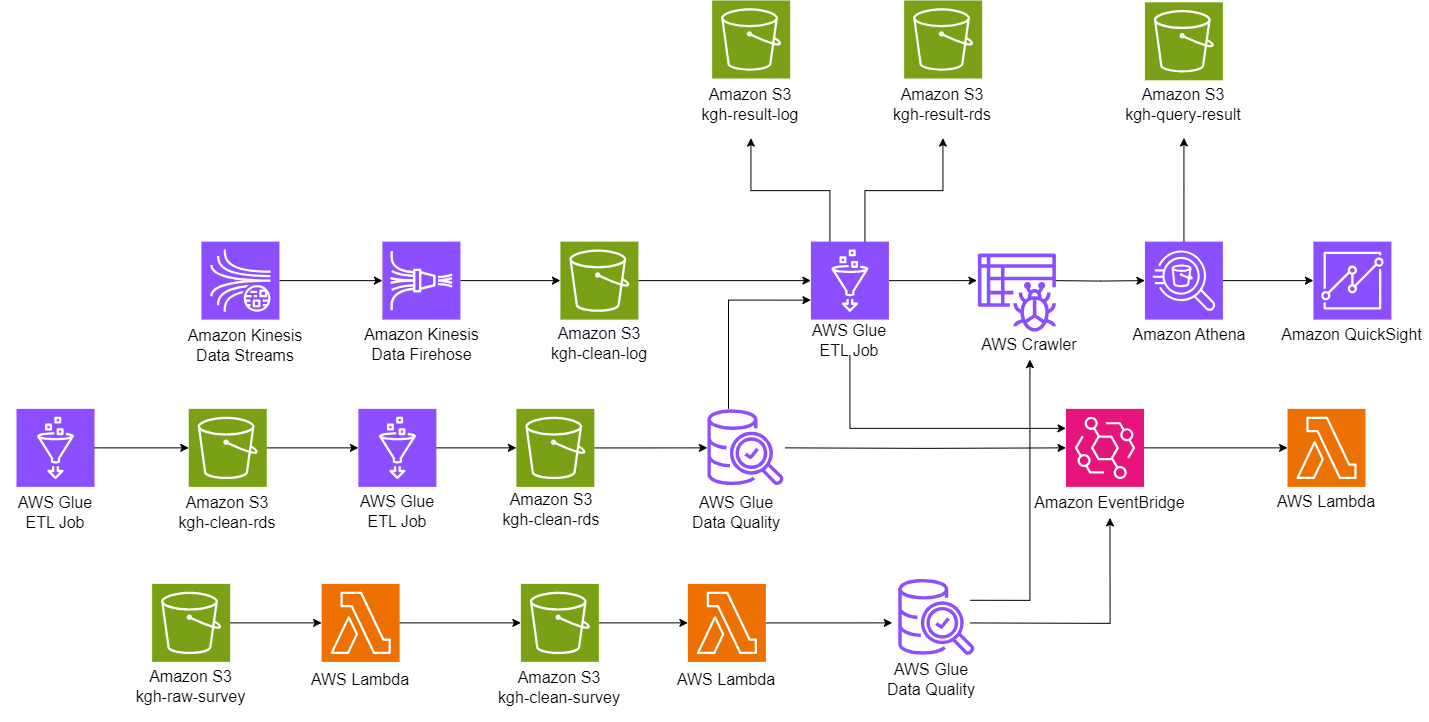 Amazon S3
kgh-result-log
Amazon S3
kgh-result-rds
Amazon S3
kgh-query-result
Amazon Kinesis
Data Streams
Amazon Kinesis
Data Firehose
Amazon S3
kgh-clean-log
AWS Glue
ETL Job
AWS Crawler
Amazon Athena
Amazon QuickSight
AWS Glue
ETL Job
Amazon S3
kgh-clean-rds
AWS Glue
ETL Job
Amazon S3
kgh-clean-rds
AWS Glue
Data Quality
Amazon EventBridge
AWS Lambda
Amazon S3
kgh-raw-survey
AWS Lambda
Amazon S3
kgh-clean-survey
AWS Lambda
AWS Glue
Data Quality